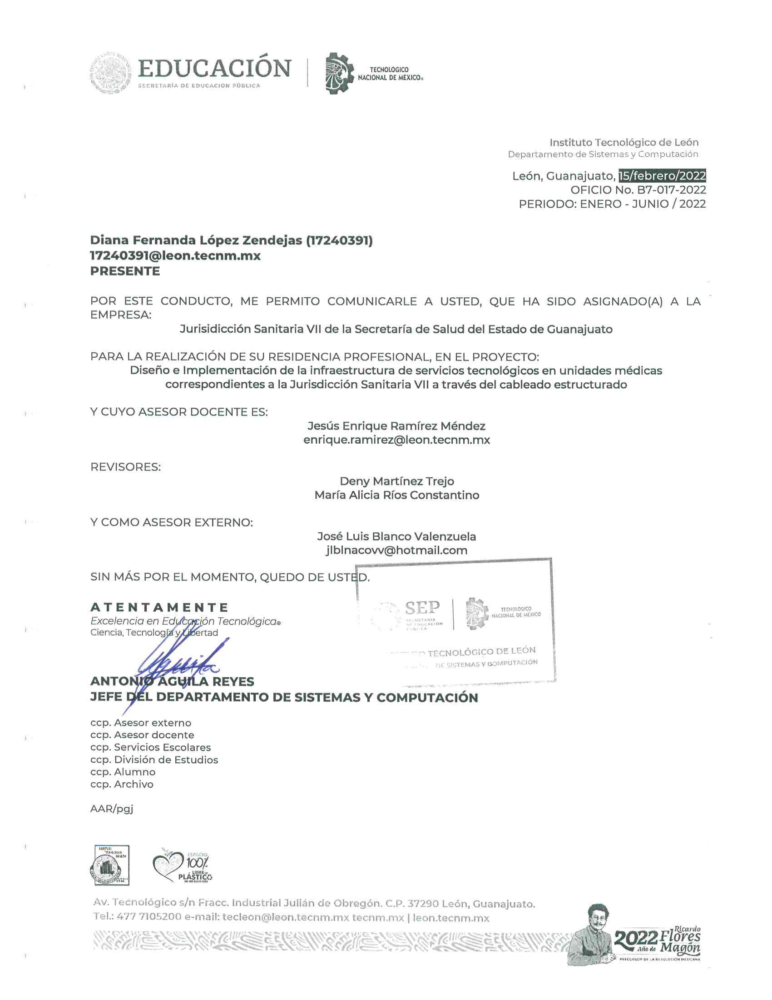 EDUCACIÓN
SECRETARÍA DE EDUCACIÓN PÚBLICA
TECNOLÓGICO
NACIONAL DE MÉXICO®
Instituto Tecnológico de León
Departamento de Sistemas y Computación
León, Guanajuato, 15/febrero/2022
OFICIO No. B7-017-2022
PERIODO: ENERO - JUNIO / 2022
Diana Fernanda López Zendejas (17240391)
17240391@leon.tecnm.mx
PRESENTE
POR ESTE CONDUCTO, ME PERMITO COMUNICARLE A USTED, QUE HA SIDO ASIGNADO(A) A LA
EMPRESA:
Jurisidicción Sanitaria VII de la Secretaría de Salud del Estado de Guanajuato
PARA LA REALIZACIÓN DE SU RESIDENCIA PROFESIONAL, EN EL PROYECTO:
Diseño e Implementación de la infraestructura de servicios tecnológicos en unidades médicas
correspondientes a la Jurisdicción Sanitaria VII a través del cableado estructurado
Y CUYO ASESOR DOCENTE ES:
Jesús Enrique Ramírez Méndez
enrique.ramirez@leon.tecnm.mx
REVISORES:
Deny Martínez Trejo
María Alicia Ríos Constantino
Y COMO ASESOR EXTERNO:
José Luis Blanco Valenzuela
jlblnacovv@hotmail.com
SIN MÁS POR EL MOMENTO, QUEDO DE USTED.
SEP
SECRETARÍA
DE EDUCACIÓN
PÚBLICA
TECNOLÓGICO
NACIONAL DE MÉXICO
TECNOLÓGICO DE LEÓN
DE SISTEMAS Y COMPUTACIÓN
ATENTAMENTE
Excelencia en Educación Tecnológica®
Ciencia, Tecnología y Libertad
ANTONIO ÁGUILA REYES
JEFE DEL DEPARTAMENTO DE SISTEMAS Y COMPUTACIÓN
ccp. Asesor externo
ccp. Asesor docente
ccp. Servicios Escolares
ccp. División de Estudios
ccp. Alumno
ccp. Archivo
AAR/pgj
ESPACIO
100%
LIBRE DE
PLÁSTICO
DE UN SOLO USO
Av. Tecnológico s/n Fracc. Industrial Julián de Obregón. C.P. 37290 León, Guanajuato.
Tel.: 477 7105200 e-mail: tecleon@leon.tecnm.mx tecnm.mx | leon.tecnm.mx
2022 Ricardo
Flores
Año de Magón
PRECURSOR DE LA REVOLUCIÓN MEXICANA